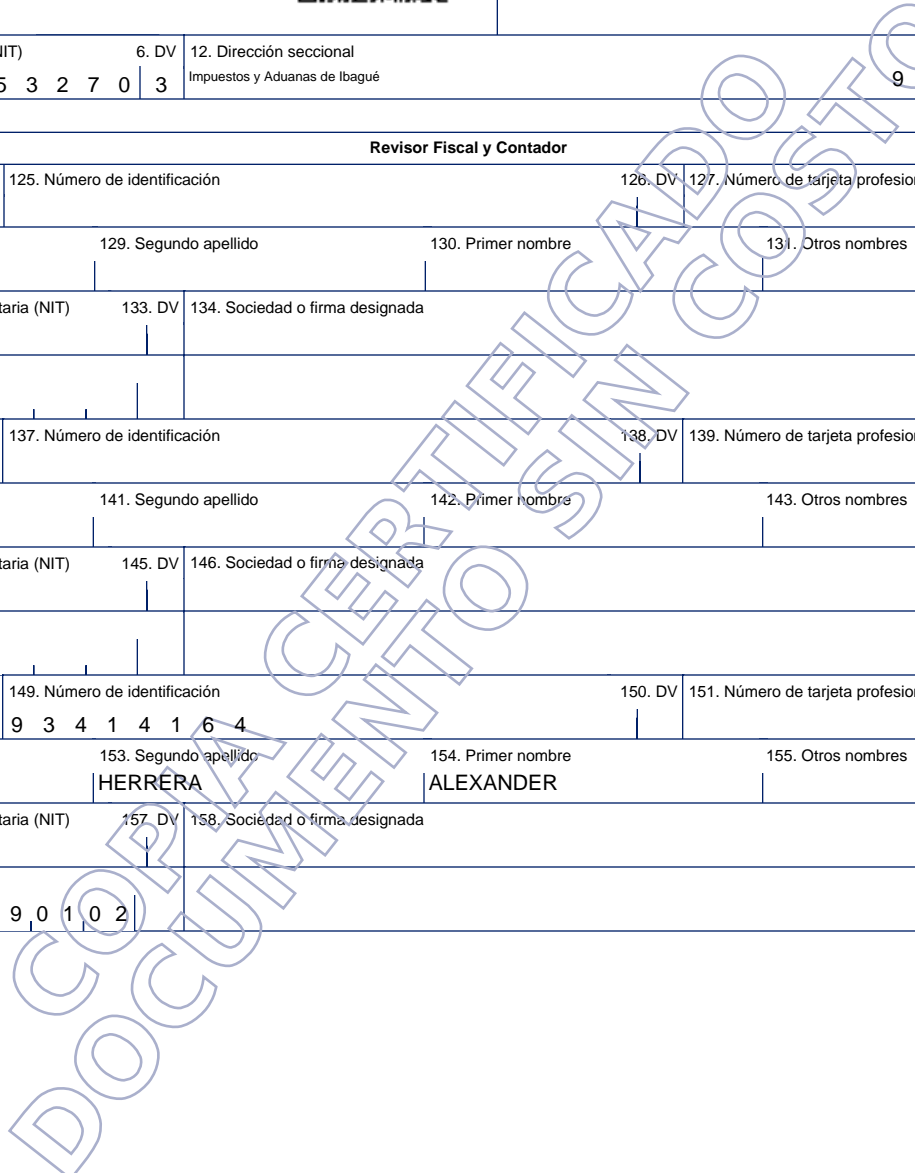 NIT) 6. DV 12. Dirección seccional
5 3 2 7 0 3 Impuestos y Aduanas de Ibagué 9
Revisor Fiscal y Contador
125. Número de identificación 126. DV 127. Número de tarjeta profesion
129. Segundo apellido 130. Primer nombre 131. Otros nombres
taria (NIT) 133. DV 134. Sociedad o firma designada
137. Número de identificación 138. DV 139. Número de tarjeta profesion
141. Segundo apellido 142. Primer nombre 143. Otros nombres
taria (NIT) 145. DV 146. Sociedad o firma designada
149. Número de identificación 150. DV 151. Número de tarjeta profesion
9 3 4 1 4 1 6 4
153. Segundo apellido 154. Primer nombre 155. Otros nombres
HERRERA ALEXANDER
taria (NIT) 157. DV 158. Sociedad o firma designada
9 0 1 0 2
COPIA CERTIFICADO
DOCUMENTO SIN COSTO